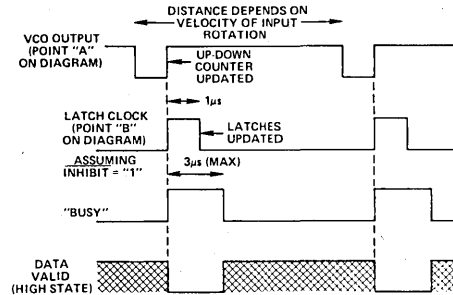 DISTANCE DEPENDS ON
VELOCITY OF INPUT
ROTATION
VCO OUTPUT
(POINT "A"
ON DIAGRAM)
UP-DOWN
COUNTER
UPDATED
1μs
LATCH CLOCK
(POINT "B"
ON DIAGRAM)
LATCHES
UPDATED
ASSUMING
INHIBIT = "1"
3μs (MAX)
"BUSY"
DATA
VALID
(HIGH STATE)